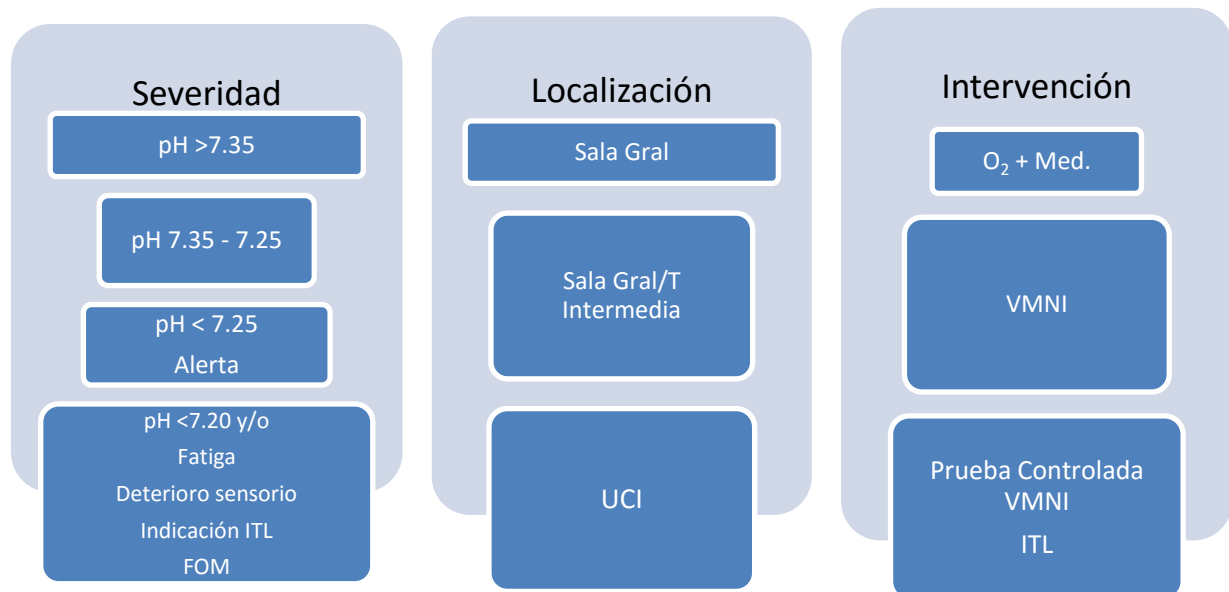 Severidad
pH >7.35
pH 7.35 - 7.25
pH < 7.25
Alerta
pH <7.20 y/o
Fatiga
Deterioro sensorio
Indicación ITL
FOM
Localización
Sala Gral
Sala Gral/T
Intermedia
UCI
Intervención
O₂ + Med.
VMNI
Prueba Controlada
VMNI
ITL